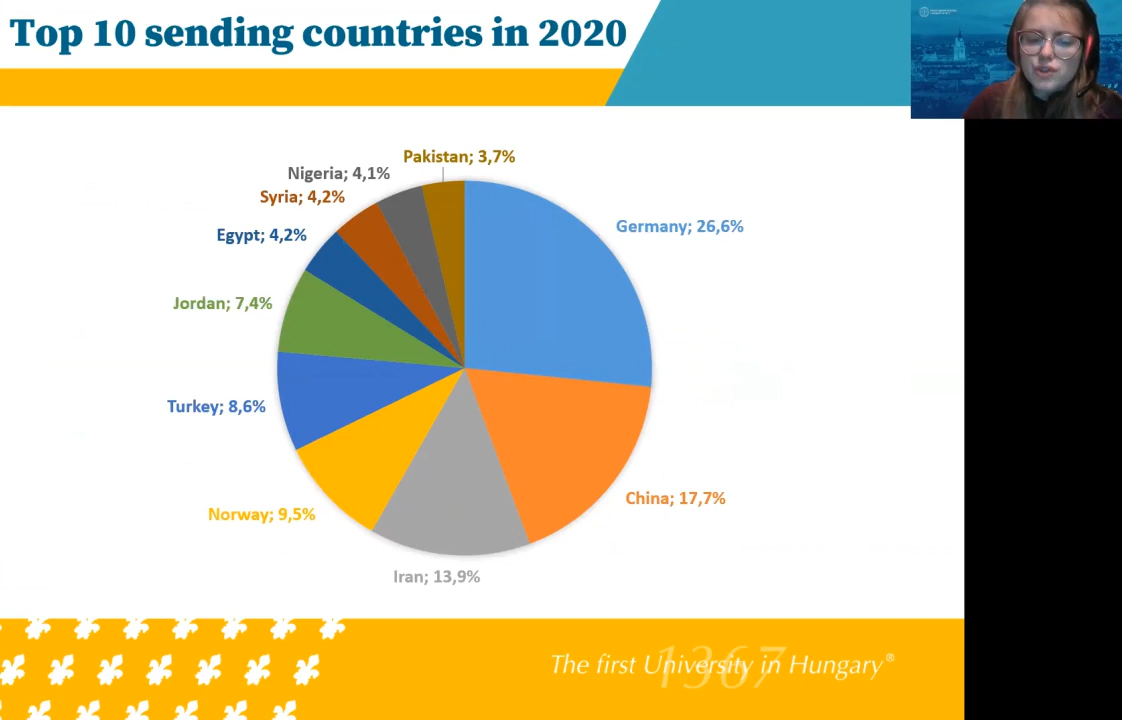 Top 10 sending countries in 2020
Pakistan; 3,7%
Nigeria; 4,1%
Syria; 4,2%
Germany; 26,6%
Egypt; 4,2%
Jordan; 7,4%
Turkey; 8,6%
China; 17,7%
Norway; 9,5%
Iran; 13,9%
1367
The first University in Hungary®